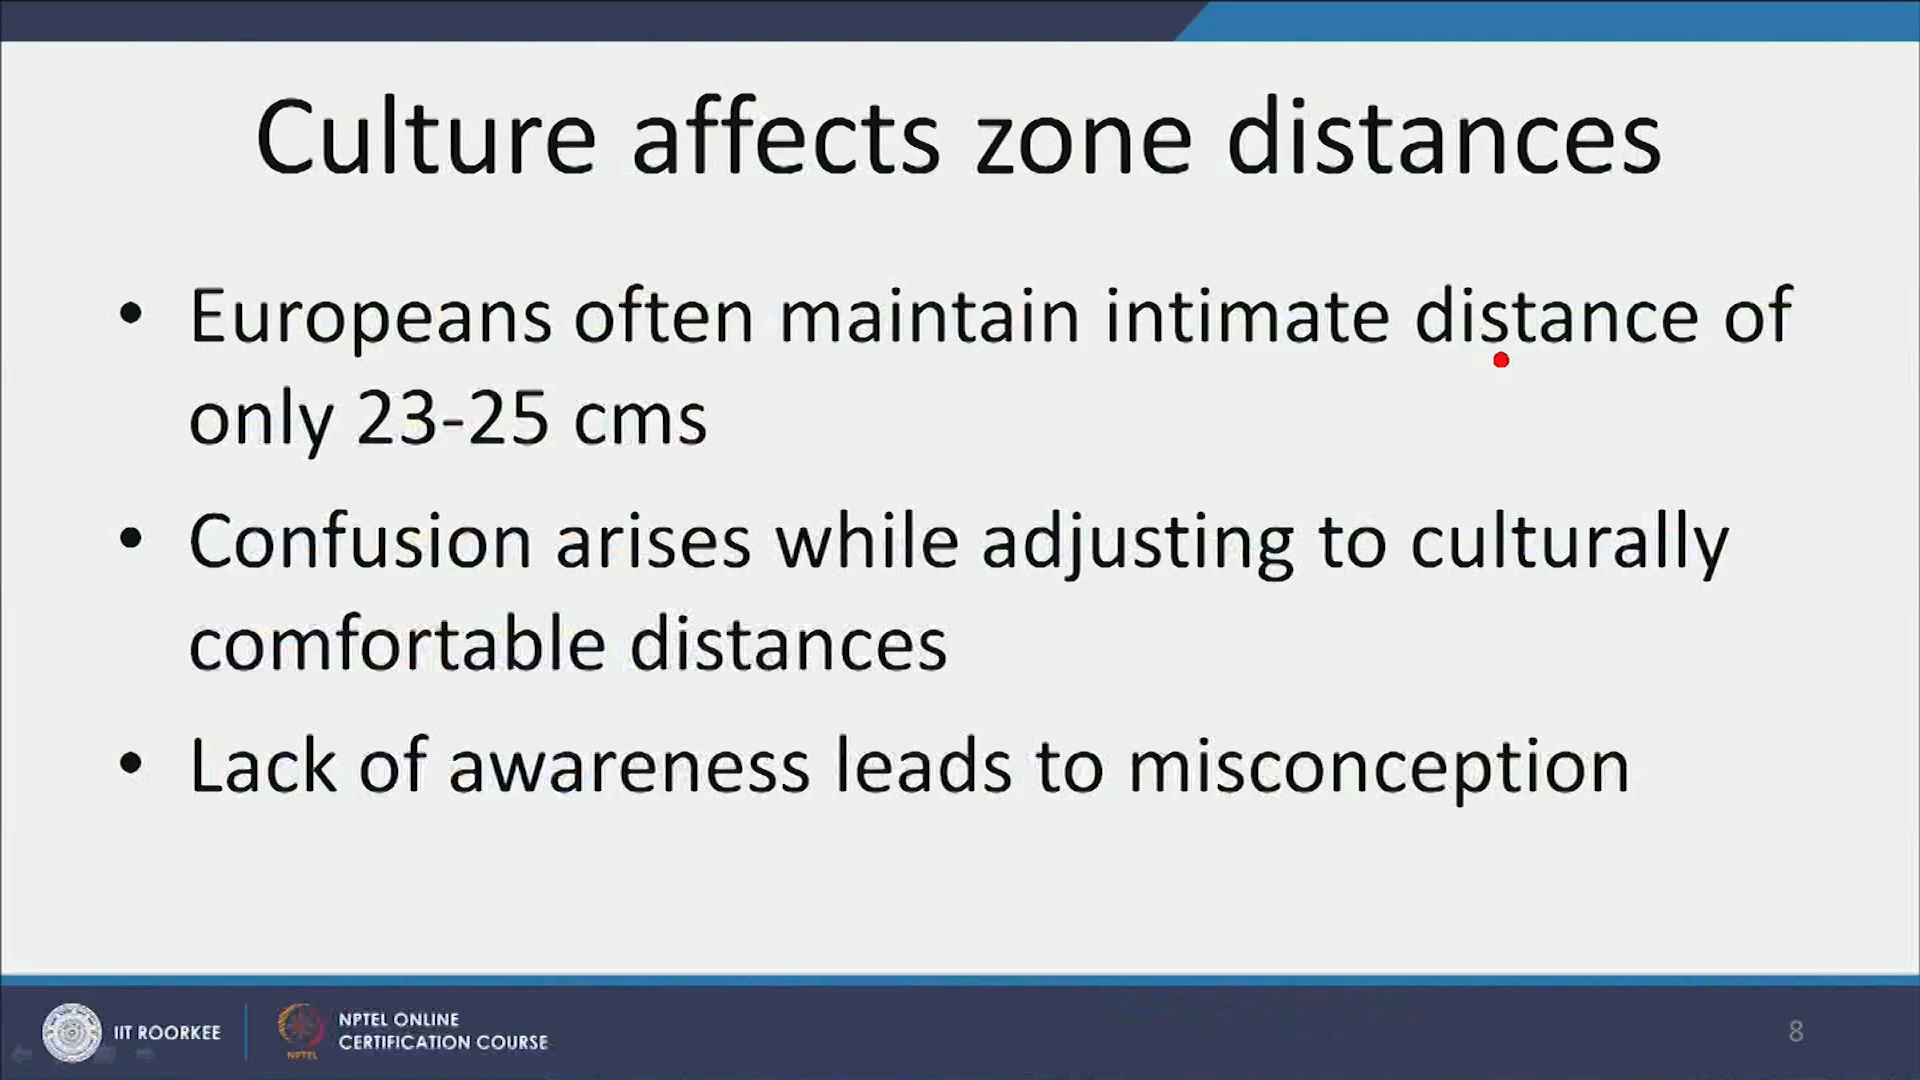 Culture affects zone distances
• Europeans often maintain intimate distance of
only 23-25 cms
• Confusion arises while adjusting to culturally
comfortable distances
• Lack of awareness leads to misconception
IIT ROORKEE
NPTEL
NPTEL ONLINE
CERTIFICATION COURSE
8